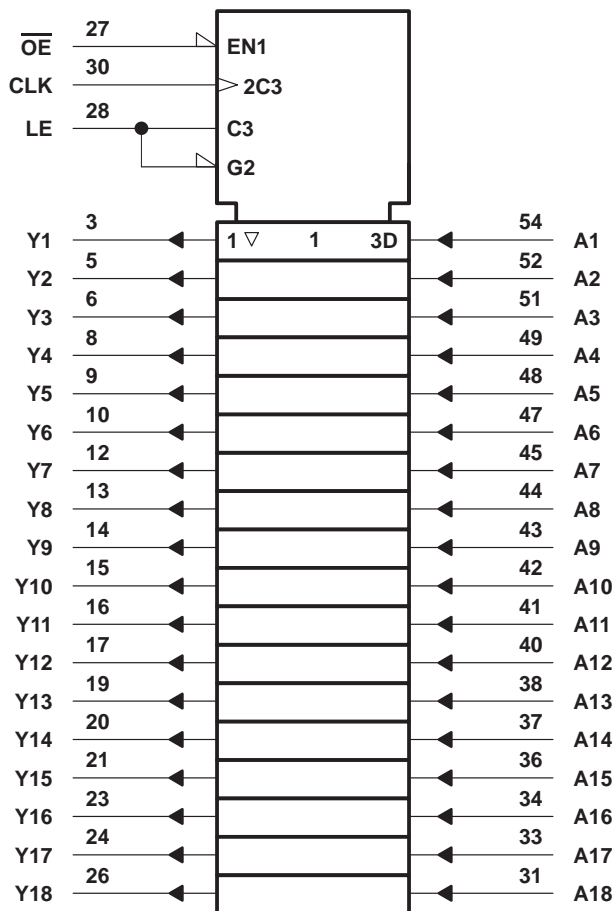 27
OE EN1
30
CLK 2C3
28
LE C3
G2
3 54
Y1 1 ▽ 1 3D A1
5 52
Y2 A2
6 51
Y3 A3
8 49
Y4 A4
9 48
Y5 A5
10 47
Y6 A6
12 45
Y7 A7
13 44
Y8 A8
14 43
Y9 A9
15 42
Y10 A10
16 41
Y11 A11
17 40
Y12 A12
19 38
Y13 A13
20 37
Y14 A14
21 36
Y15 A15
23 34
Y16 A16
24 33
Y17 A17
26 31
Y18 A18